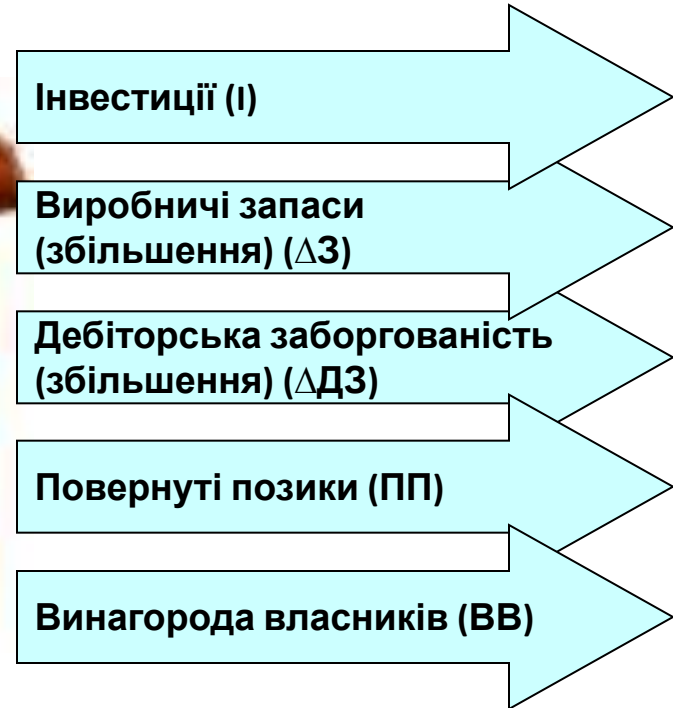 Інвестиції (І)
Виробничі запаси
(збільшення) (∆З)
Дебіторська заборгованість
(збільшення) (∆ДЗ)
Повернуті позики (ПП)
Винагорода власників (ВВ)